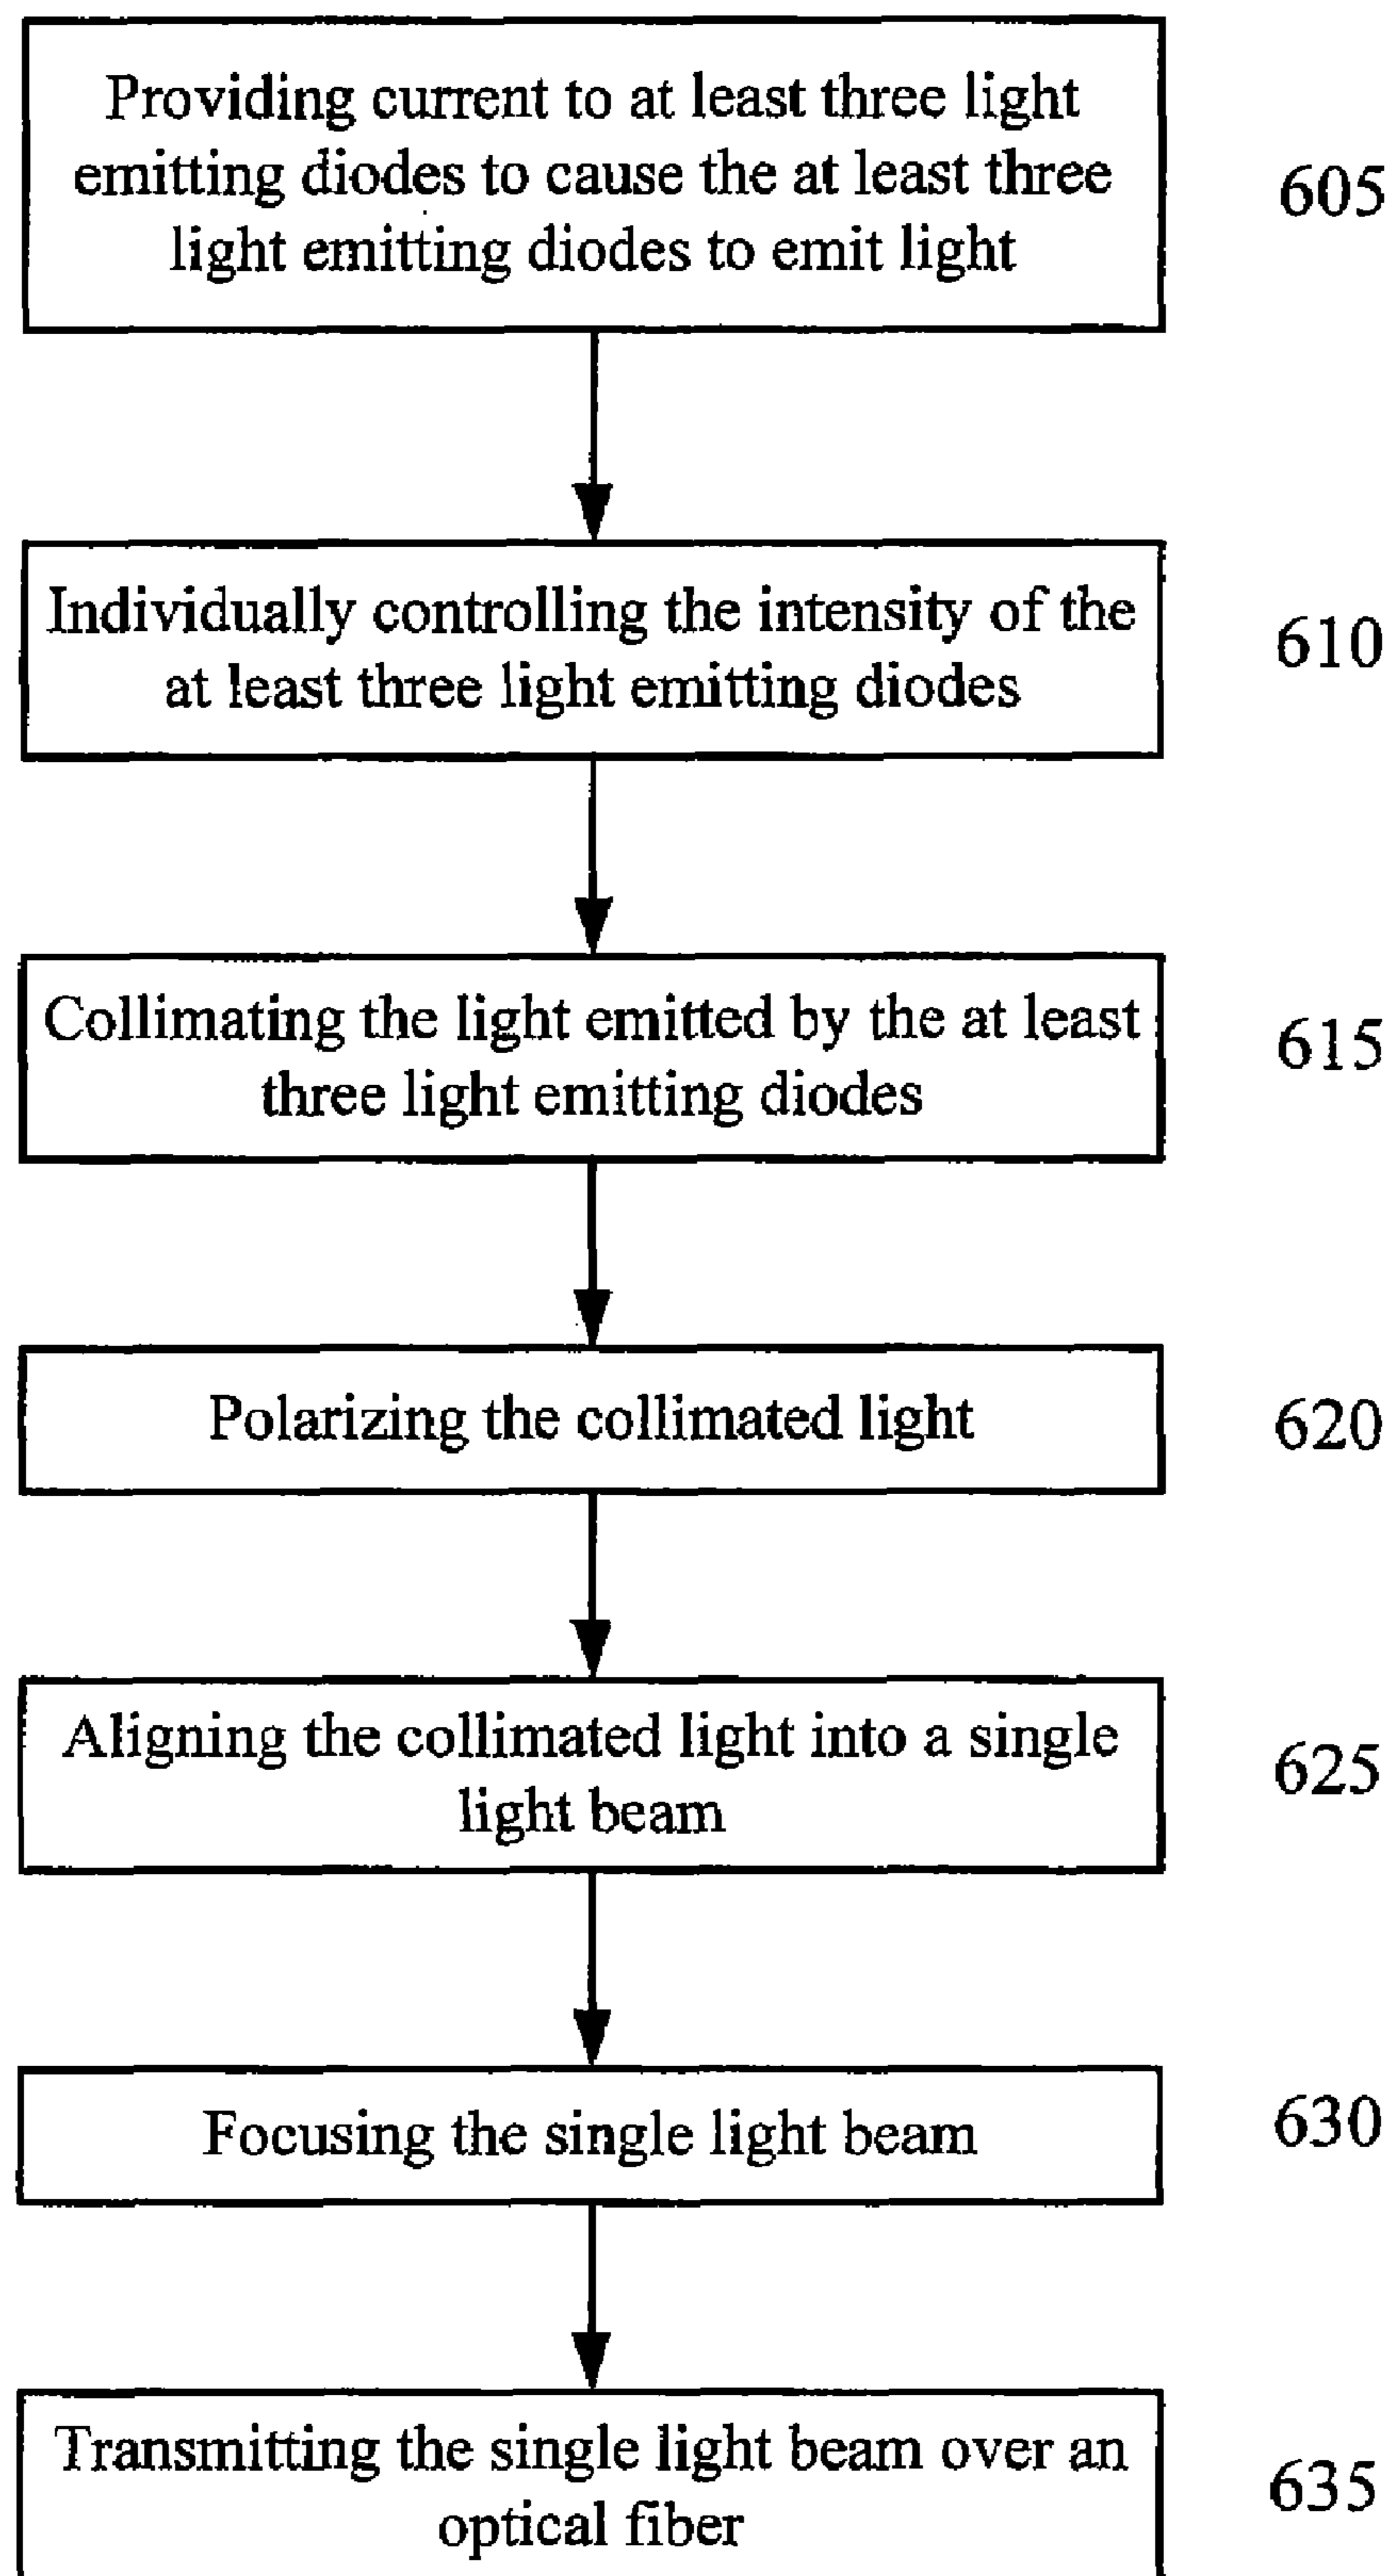 Providing current to at least three light
emitting diodes to cause the at least three
light emitting diodes to emit light
605
Individually controlling the intensity of the
at least three light emitting diodes
610
Collimating the light emitted by the at least
three light emitting diodes
615
Polarizing the collimated light
620
Aligning the collimated light into a single
light beam
625
Focusing the single light beam
630
Transmitting the single light beam over an
optical fiber
635